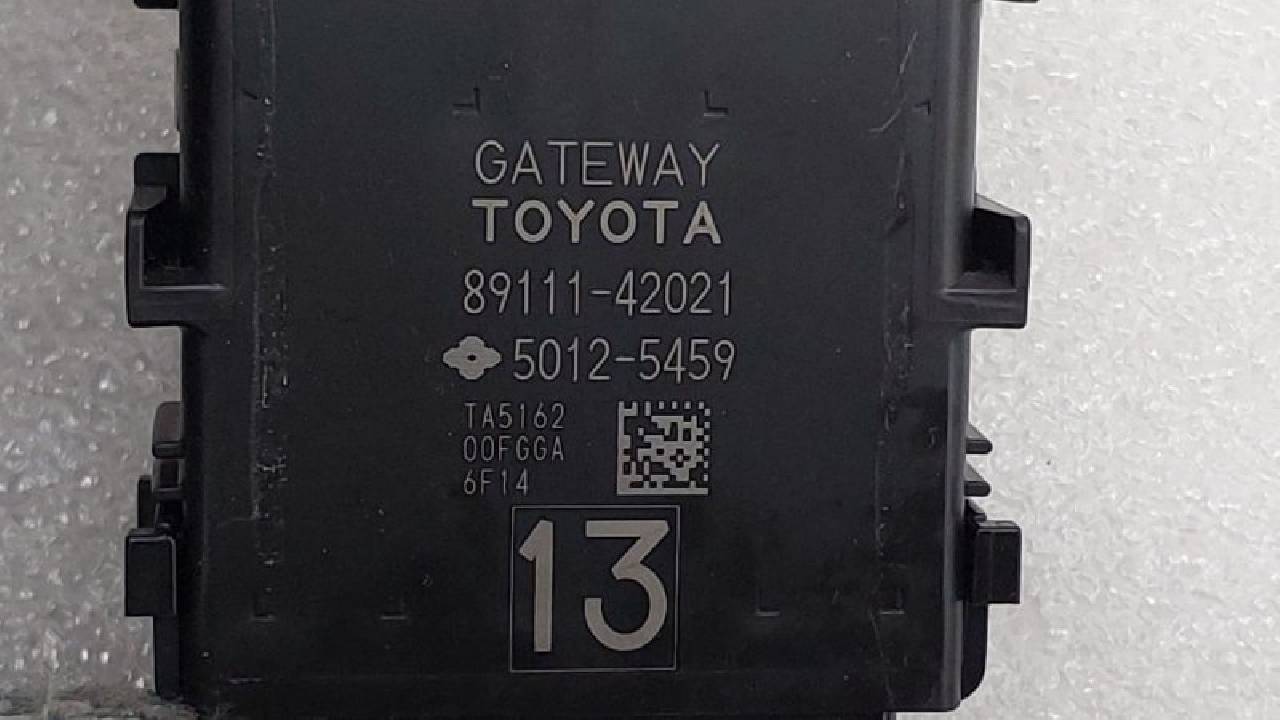 GATEWAY
TOYOTA
89111-42021
5012-5459
TA5162
00FGGA
6F14
13